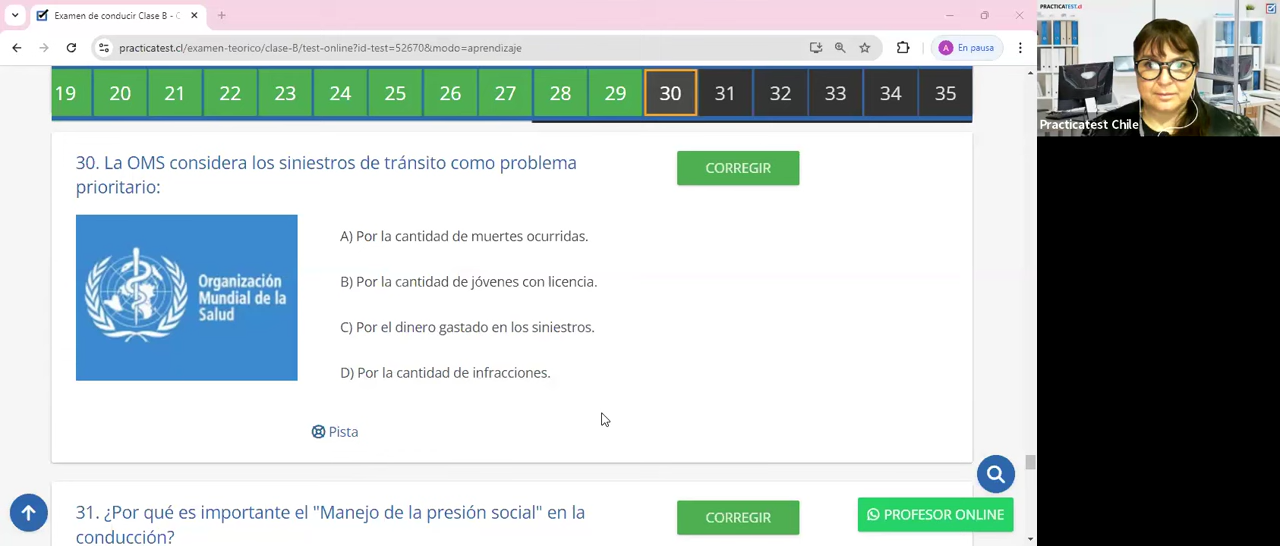 Examen de conducir Clase B - C
practicatest.cl/examen-teorico/clase-B/test-online?id-test=52670&modo=aprendizaje
A
En pausa
PRACTICATEST.cl
Practicatest Chile
19 20 21 22 23 24 25 26 27 28 29 30 31 32 33 34 35
30. La OMS considera los siniestros de tránsito como problema
prioritario:
CORREGIR
Organización
Mundial de la
Salud
A) Por la cantidad de muertes ocurridas.
B) Por la cantidad de jóvenes con licencia.
C) Por el dinero gastado en los siniestros.
D) Por la cantidad de infracciones.
Pista
31. ¿Por qué es importante el "Manejo de la presión social" en la
conducción?
CORREGIR
PROFESOR ONLINE